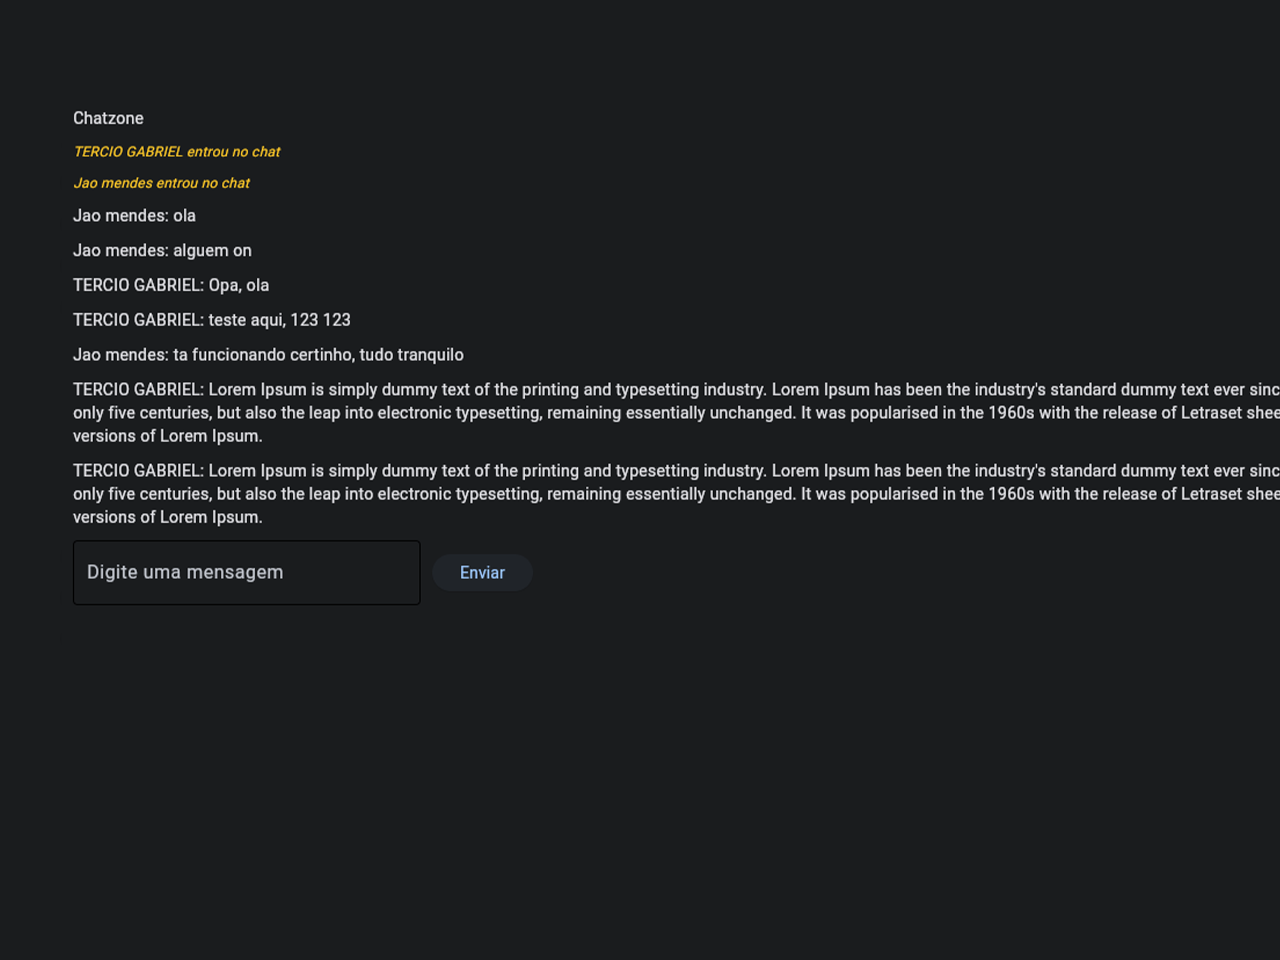 Chatzone
TERCIO GABRIEL entrou no chat
Jao mendes entrou no chat
Jao mendes: ola
Jao mendes: alguem on
TERCIO GABRIEL: Opa, ola
TERCIO GABRIEL: teste aqui, 123 123
Jao mendes: ta funcionando certinho, tudo tranquilo
TERCIO GABRIEL: Lorem Ipsum is simply dummy text of the printing and typesetting industry. Lorem Ipsum has been the industry's standard dummy text ever sinc
only five centuries, but also the leap into electronic typesetting, remaining essentially unchanged. It was popularised in the 1960s with the release of Letraset shee
versions of Lorem Ipsum.
TERCIO GABRIEL: Lorem Ipsum is simply dummy text of the printing and typesetting industry. Lorem Ipsum has been the industry's standard dummy text ever sinc
only five centuries, but also the leap into electronic typesetting, remaining essentially unchanged. It was popularised in the 1960s with the release of Letraset shee
versions of Lorem Ipsum.
Digite uma mensagem
Enviar